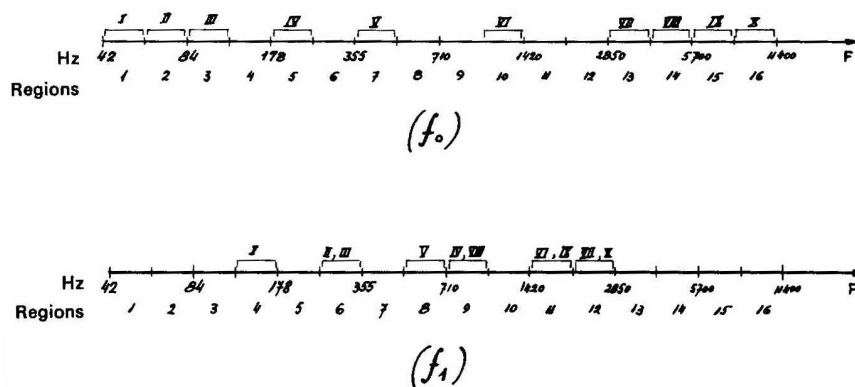 I II III IV V VI VII VIII IX X
Hz 42 84 178 355 710 1420 2850 5700 11400 F
Regions 1 2 3 4 5 6 7 8 9 10 11 12 13 14 15 16
(f₀)
I II, III V IV, VIII VI, IX VII, X
Hz 42 84 178 355 710 1420 2850 5700 11400 F
Regions 1 2 3 4 5 6 7 8 9 10 11 12 13 14 15 16
(f₁)